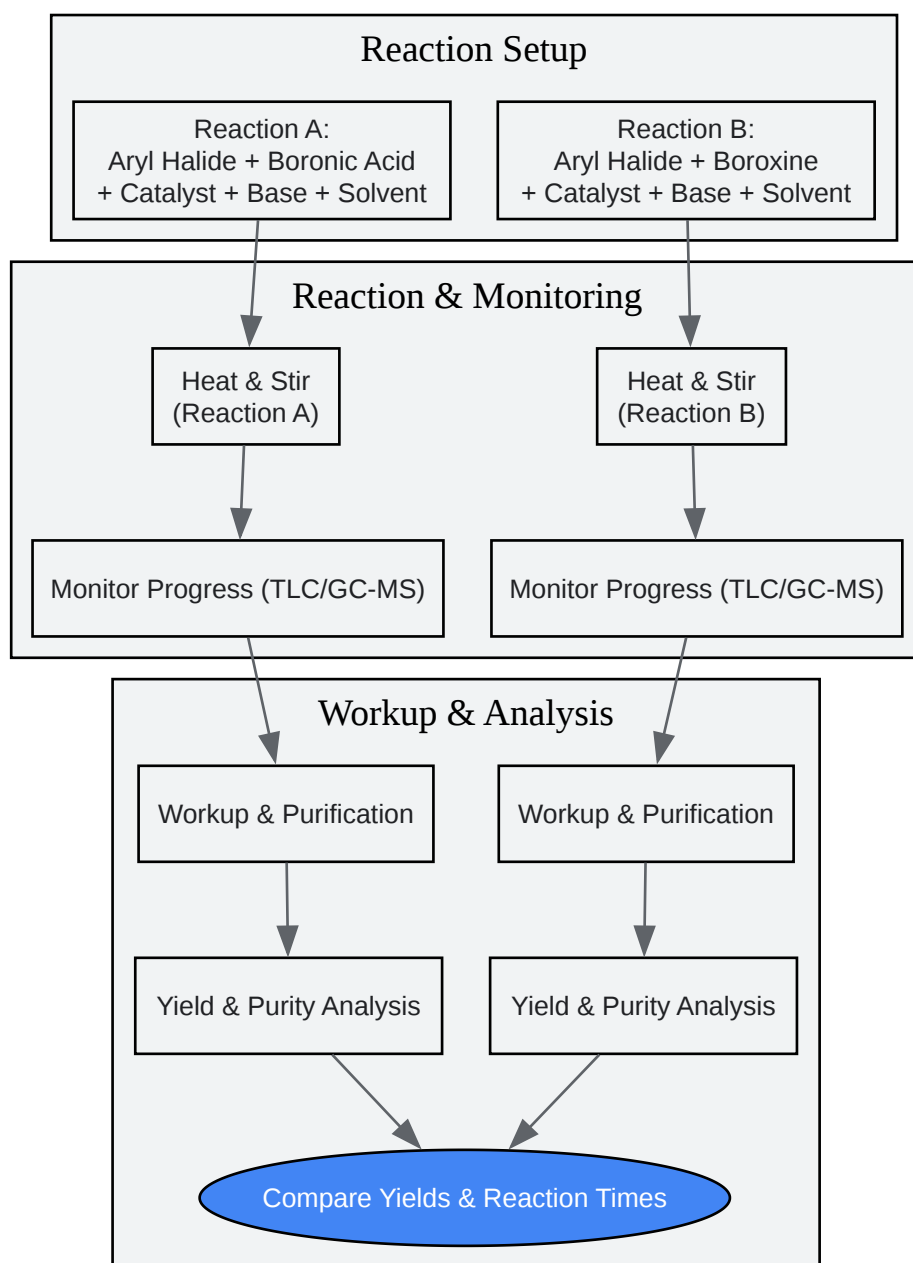 Reaction Setup
Reaction A:
Aryl Halide + Boronic Acid
+ Catalyst + Base + Solvent
Reaction B:
Aryl Halide + Boroxine
+ Catalyst + Base + Solvent
Reaction & Monitoring
Heat & Stir
(Reaction A)
Heat & Stir
(Reaction B)
Monitor Progress (TLC/GC-MS)
Monitor Progress (TLC/GC-MS)
Workup & Analysis
Workup & Purification
Workup & Purification
Yield & Purity Analysis
Yield & Purity Analysis
Compare Yields & Reaction Times